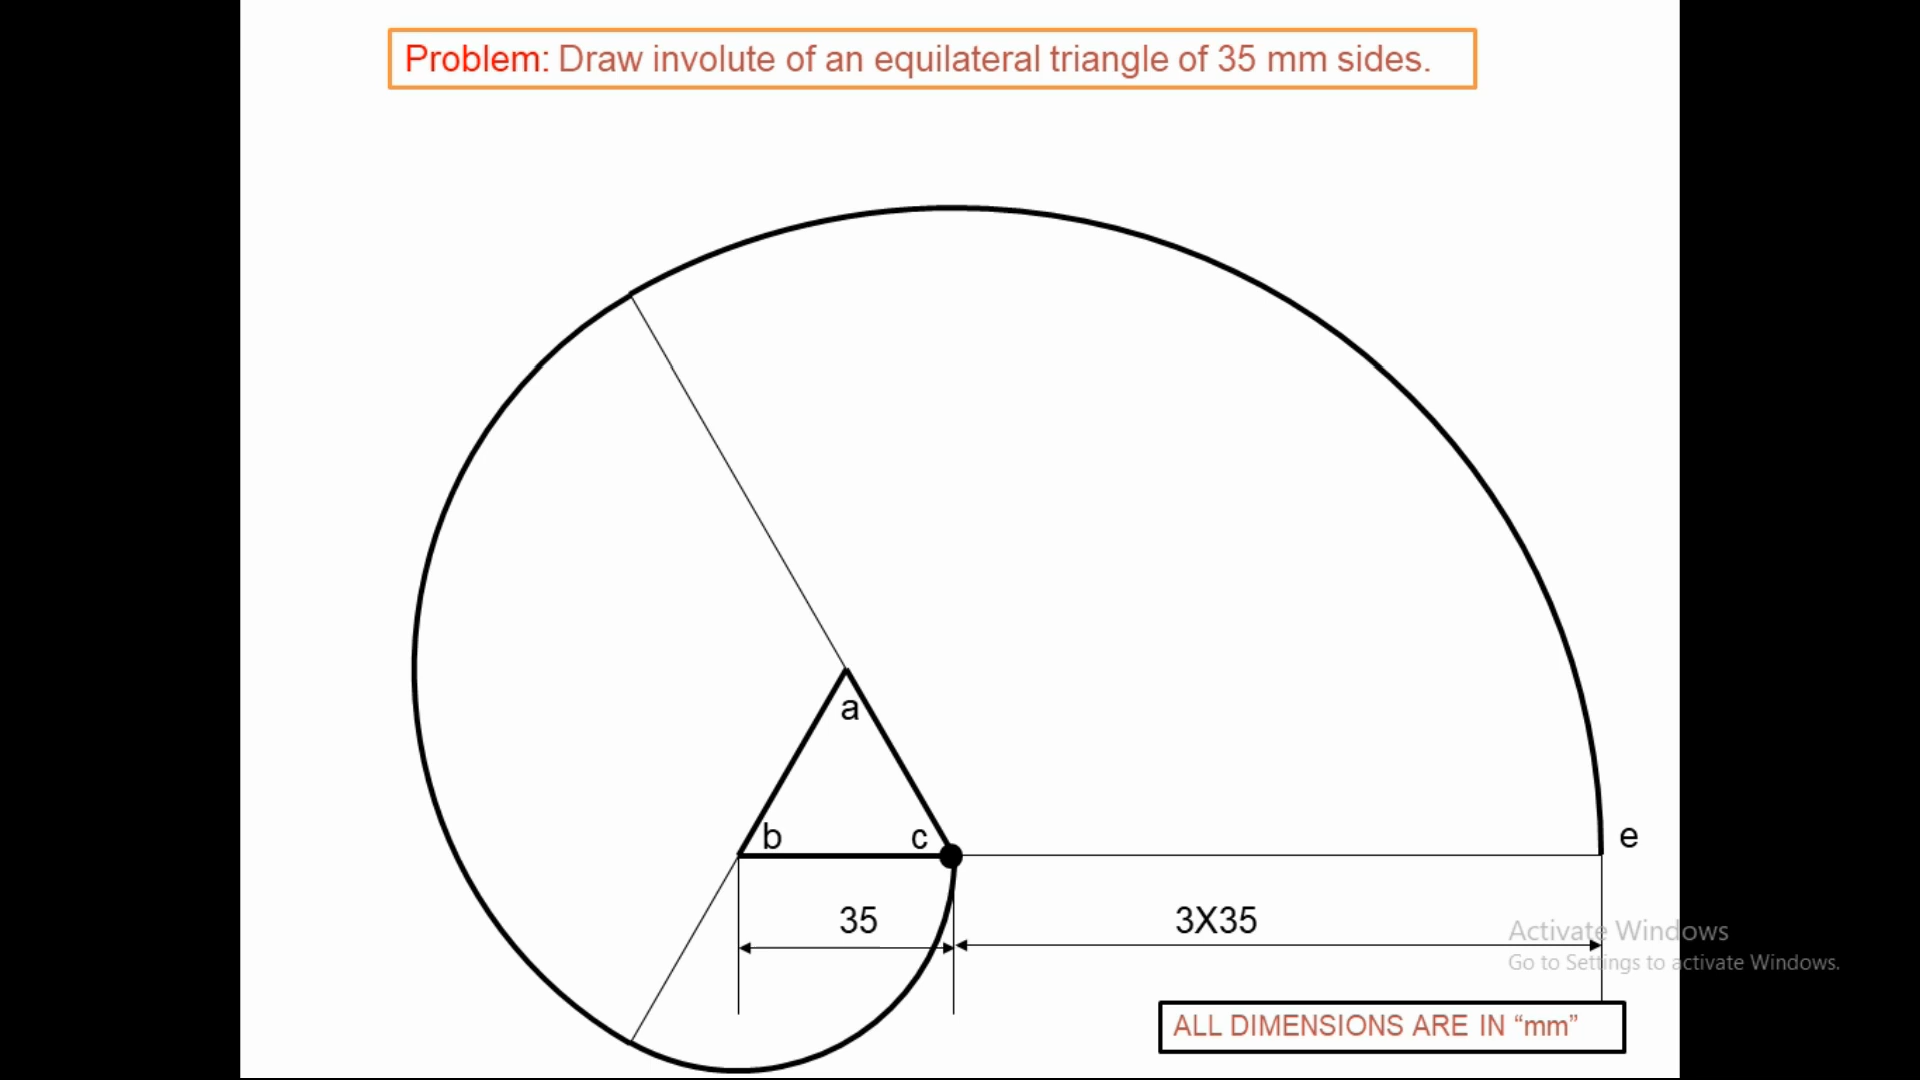 Problem: Draw involute of an equilateral triangle of 35 mm sides.
a
b
c
e
35
3X35
Activate Windows
Go to Settings to activate Windows.
ALL DIMENSIONS ARE IN “mm”